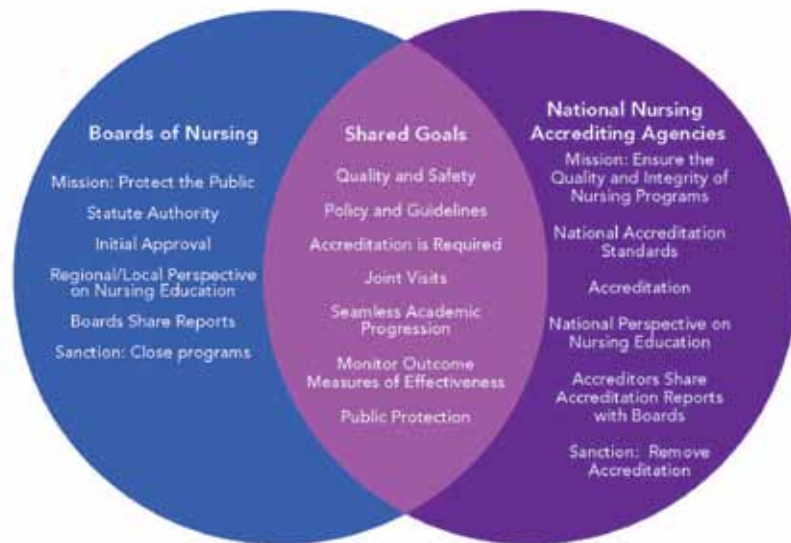 Boards of Nursing
Mission: Protect the Public
Statute Authority
Initial Approval
Regional/Local Perspective
on Nursing Education
Boards Share Reports
Sanction: Close programs
Shared Goals
Quality and Safety
Policy and Guidelines
Accreditation is Required
Joint Visits
Seamless Academic
Progression
Monitor Outcome
Measures of Effectiveness
Public Protection
National Nursing
Accrediting Agencies
Mission: Ensure the
Quality and Integrity of
Nursing Programs
National Accreditation
Standards
Accreditation
National Perspective on
Nursing Education
Accreditors Share
Accreditation Reports
with Boards
Sanction: Remove
Accreditation